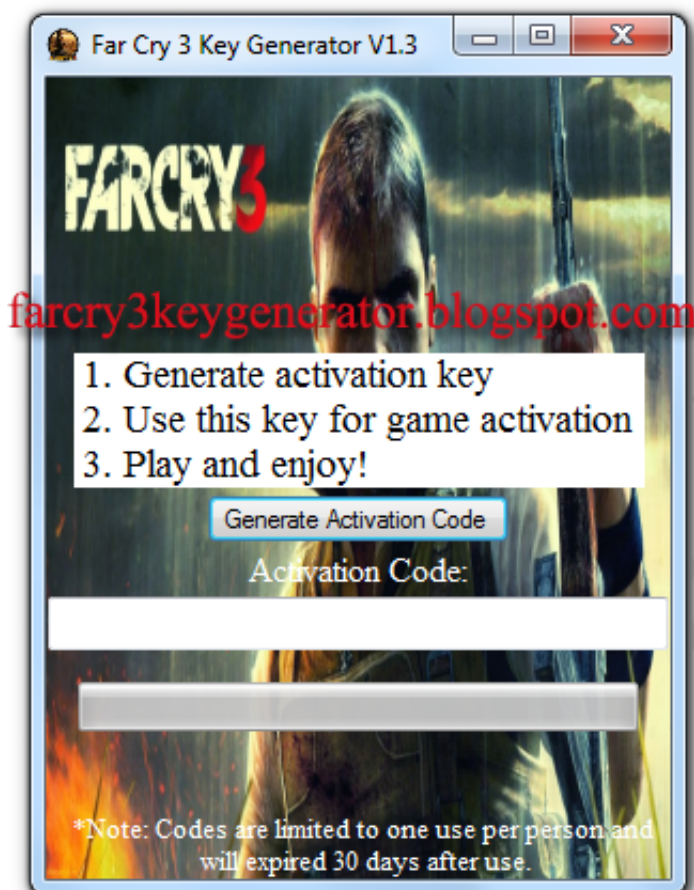 Far Cry 3 Key Generator V1.3
FARCRY3
farcry3keygenerator.blogspot.com
1. Generate activation key
2. Use this key for game activation
3. Play and enjoy!
Generate Activation Code
Activation Code:
*Note: Codes are limited to one use per person and
will expired 30 days after use.